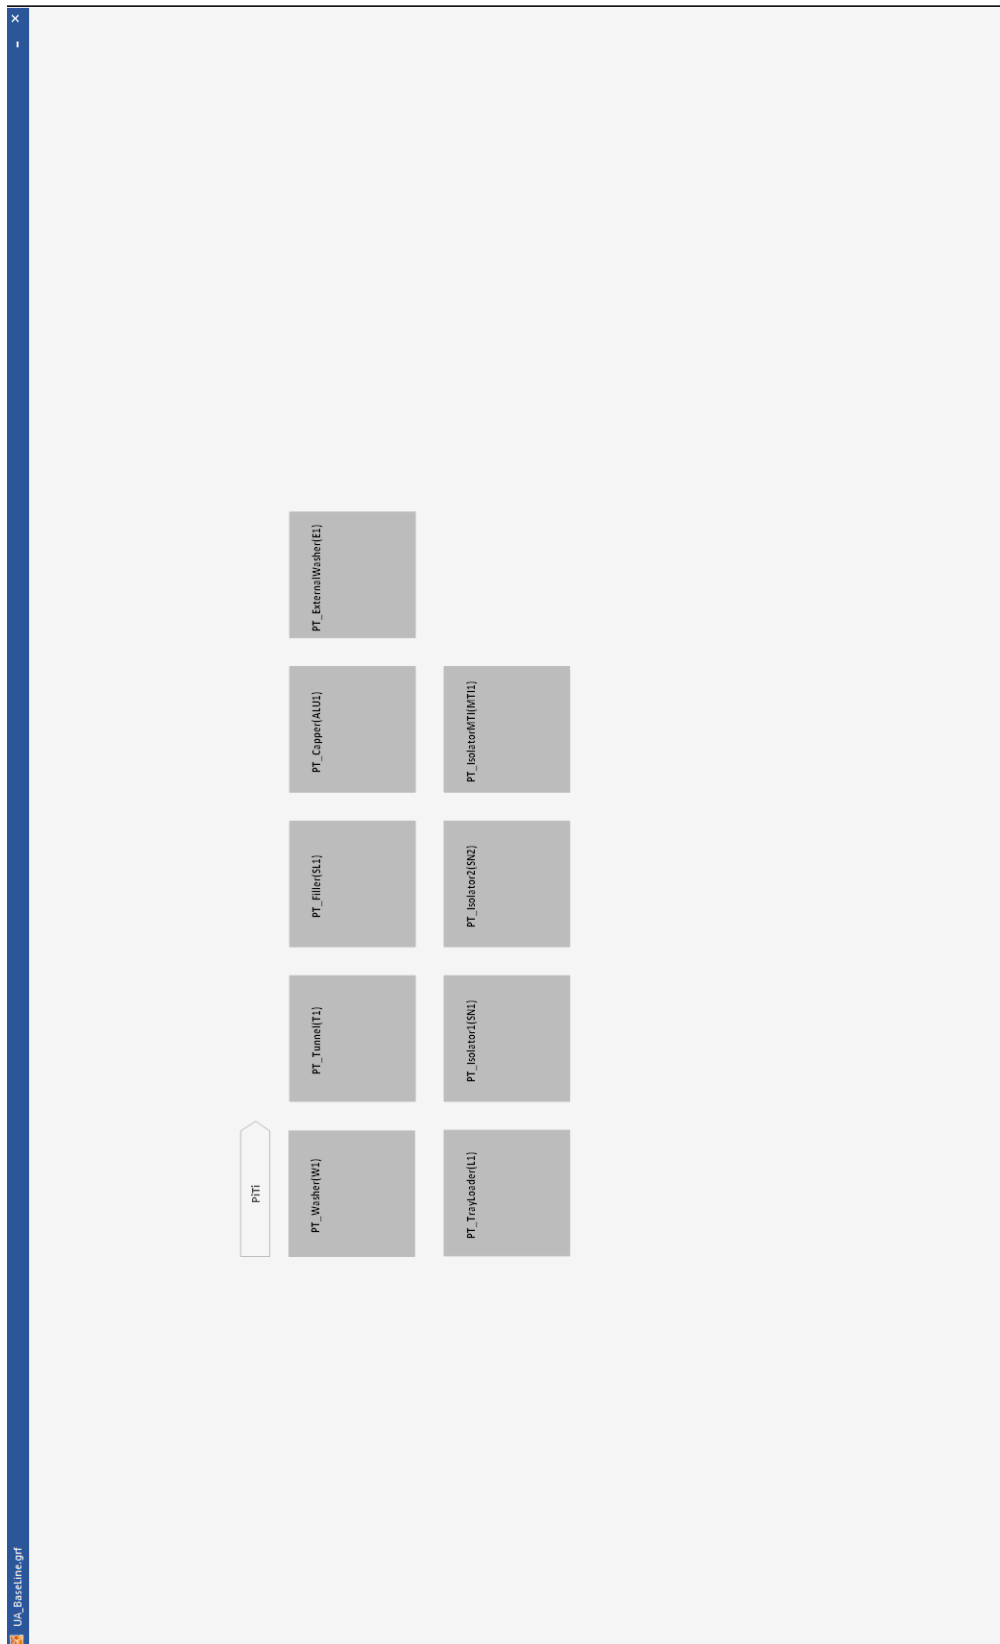 UA_BaseLine.grf
PiTi
PT_Washer(W1)
PT_Tunnel(T1)
PT_Filler(SL1)
PT_Capper(ALU1)
PT_ExternalWasher(E1)
PT_TrayLoader(L1)
PT_Isolator1(SN1)
PT_Isolator2(SN2)
PT_IsolatorMTI(MTI1)